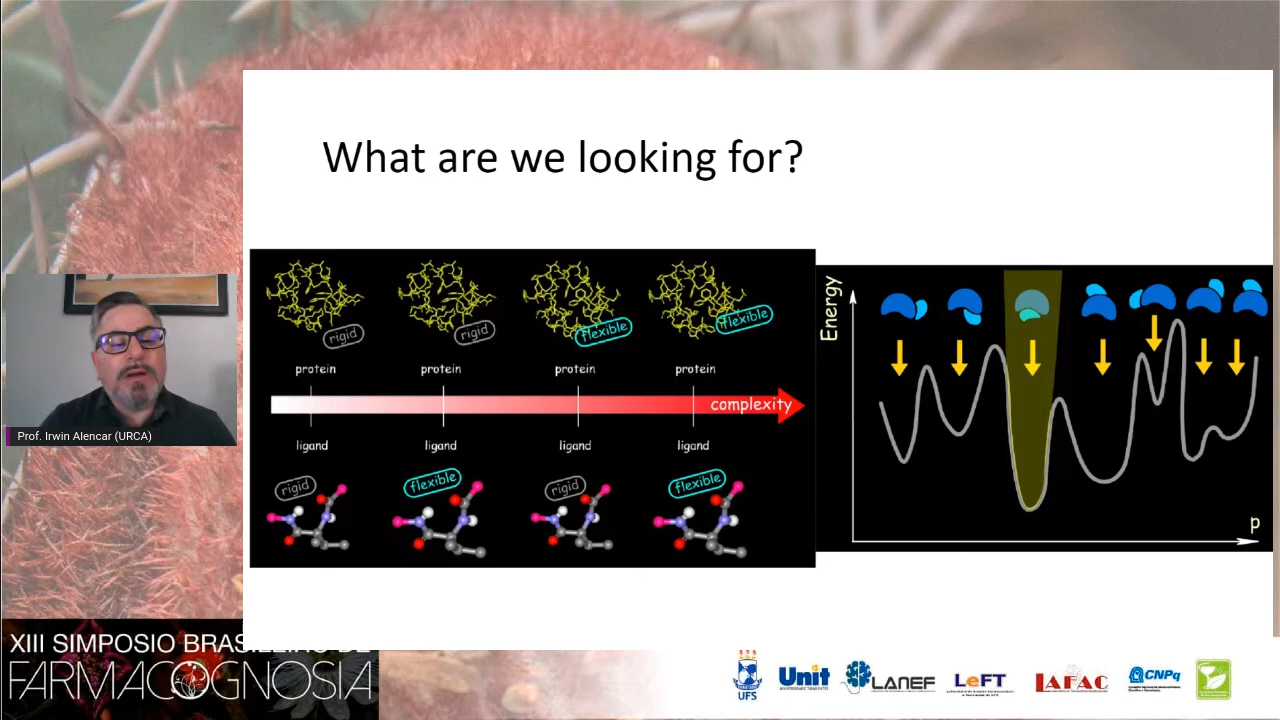 What are we looking for?
rigid
rigid
flexible
flexible
protein
protein
protein
protein
complexity
ligand
ligand
ligand
ligand
rigid
flexible
rigid
flexible
Energy
p
Prof. Irwin Alencar (URCA)
XIII SIMPOSIO BRASILEIRO DE
FARMACOGNOSIA
UFS
Unit
LANEF
LeFT
LAFAC
CNPq